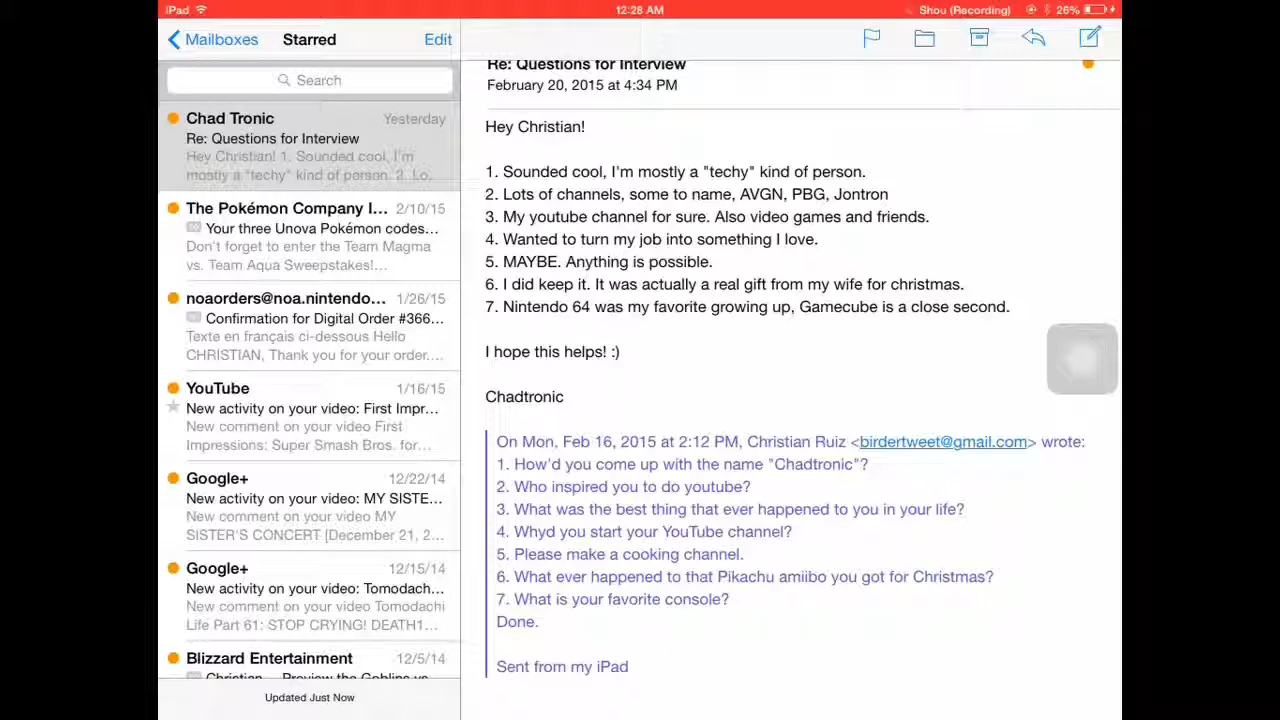 iPad 12:28 AM Shou (Recording) 26%
Mailboxes Starred Edit
Search
Chad Tronic Yesterday
Re: Questions for Interview
Hey Christian! 1. Sounded cool, I'm
mostly a "techy" kind of person. 2. Lo...
The Pokémon Company I... 2/10/15
Your three Unova Pokémon codes...
Don't forget to enter the Team Magma
vs. Team Aqua Sweepstakes!...
noaorders@noa.nintendo... 1/26/15
Confirmation for Digital Order #366...
Texte en français ci-dessous Hello
CHRISTIAN, Thank you for your order....
YouTube 1/16/15
New activity on your video: First Impr...
New comment on your video First
Impressions: Super Smash Bros. for...
Google+ 12/22/14
New activity on your video: MY SISTE...
New comment on your video MY
SISTER'S CONCERT [December 21, 2...
Google+ 12/15/14
New activity on your video: Tomodach...
New comment on your video Tomodachi
Life Part 61: STOP CRYING! DEATH1...
Blizzard Entertainment 12/5/14
Christian
Updated Just Now
Re: Questions for Interview
February 20, 2015 at 4:34 PM
Hey Christian!
1. Sounded cool, I'm mostly a "techy" kind of person.
2. Lots of channels, some to name, AVGN, PBG, Jontron
3. My youtube channel for sure. Also video games and friends.
4. Wanted to turn my job into something I love.
5. MAYBE. Anything is possible.
6. I did keep it. It was actually a real gift from my wife for christmas.
7. Nintendo 64 was my favorite growing up, Gamecube is a close second.
I hope this helps! :)
Chadtronic
On Mon, Feb 16, 2015 at 2:12 PM, Christian Ruiz <birdertweet@gmail.com> wrote:
1. How'd you come up with the name "Chadtronic"?
2. Who inspired you to do youtube?
3. What was the best thing that ever happened to you in your life?
4. Whyd you start your YouTube channel?
5. Please make a cooking channel.
6. What ever happened to that Pikachu amiibo you got for Christmas?
7. What is your favorite console?
Done.
Sent from my iPad